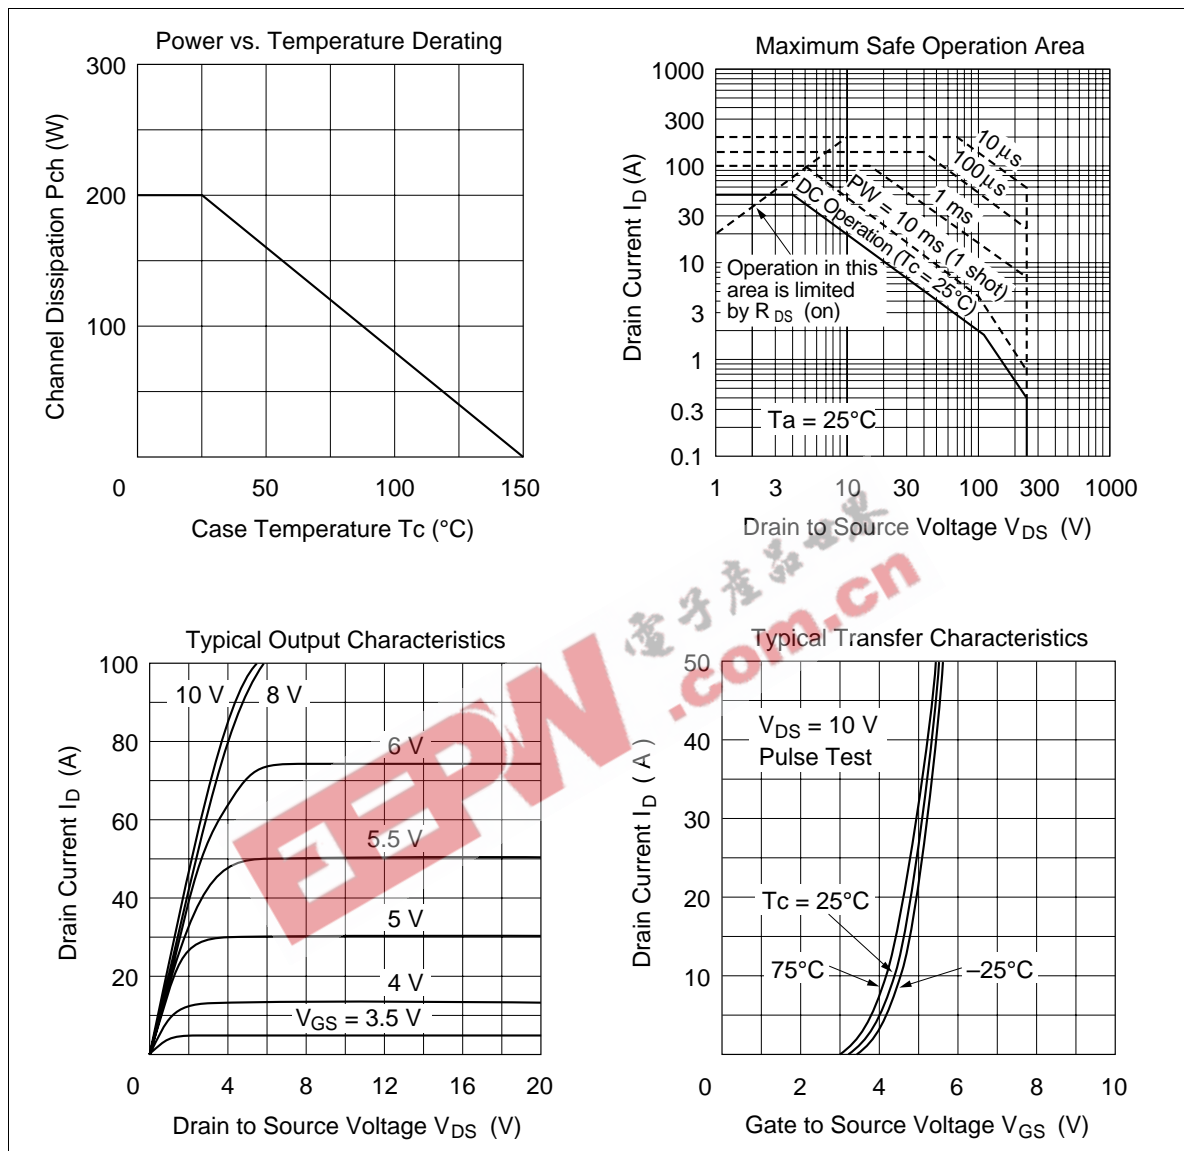 Power vs. Temperature Derating
300
200
100
0
50
100
150
Channel Dissipation Pch (W)
Case Temperature Tc (°C)
Maximum Safe Operation Area
1000
300
100
30
10
3
1
0.3
0.1
1
3
10
30
100
300
1000
Drain Current ID (A)
10 µs
100 µs
1 ms
PW = 10 ms (1 shot)
DC Operation (Tc = 25°C)
Operation in this
area is limited
by RDS (on)
Ta = 25°C
Drain to Source Voltage VDS (V)
Typical Output Characteristics
100
80
60
40
20
0
4
8
12
16
20
Drain Current ID (A)
10 V
8 V
6 V
5.5 V
5 V
4 V
VGS = 3.5 V
Drain to Source Voltage VDS (V)
Typical Transfer Characteristics
50
40
30
20
10
0
2
4
6
8
10
Drain Current ID (A)
VDS = 10 V
Pulse Test
Tc = 25°C
75°C
–25°C
Gate to Source Voltage VGS (V)
EEPW
電子產品世界
.com.cn